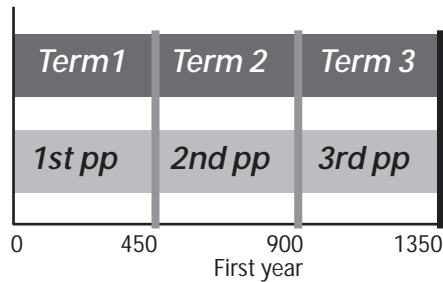 Term1 Term 2 Term 3
1st pp 2nd pp 3rd pp
0 450 900 1350
First year